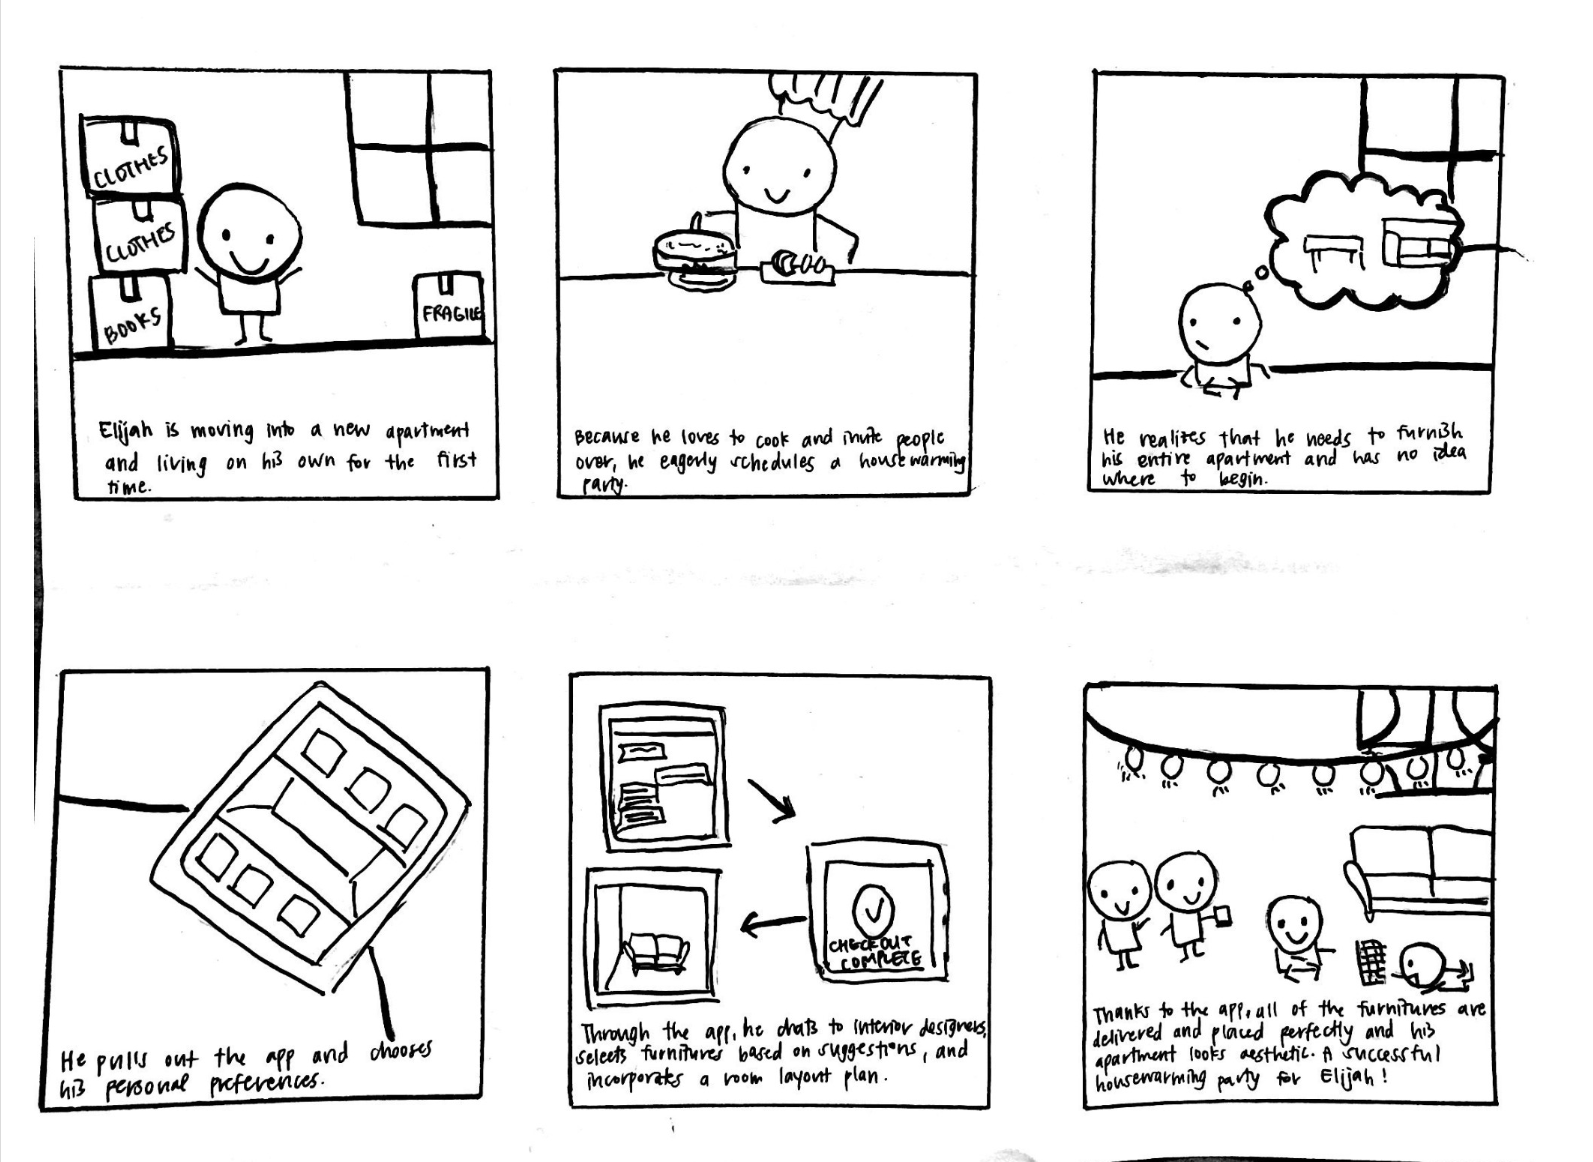 CLOTHES
CLOTHES
BOOKS
FRAGILE
Elijah is moving into a new apartment
and living on his own for the first
time.
Because he loves to cook and invite people
over, he eagerly schedules a housewarming
party.
He realizes that he needs to furnish
his entire apartment and has no idea
where to begin.
He pulls out the app and chooses
his personal preferences.
CHECKOUT
COMPLETE
Through the app, he chats to interior designers,
selects furnitures based on suggestions, and
incorporates a room layout plan.
Thanks to the app, all of the furnitures are
delivered and placed perfectly and his
apartment looks aesthetic. A successful
housewarming party for Elijah!